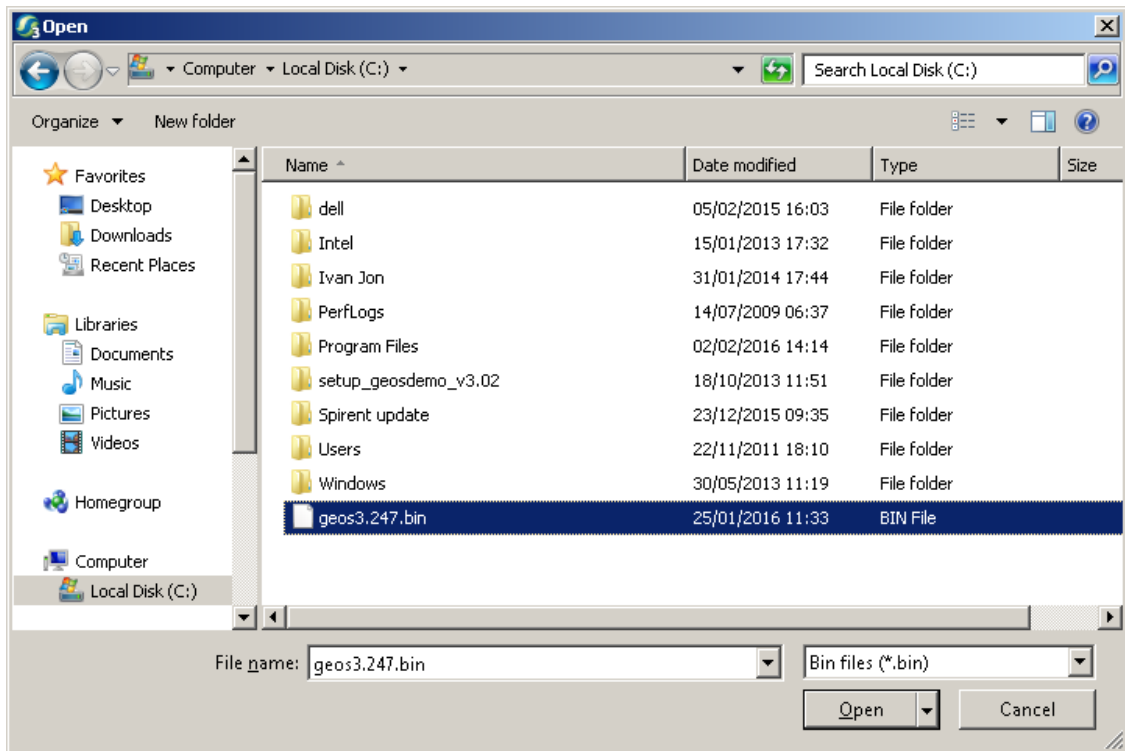 Open
Computer Local Disk (C:)
Search Local Disk (C:)
Organize New folder
Favorites
Desktop
Downloads
Recent Places
Libraries
Documents
Music
Pictures
Videos
Homegroup
Computer
Local Disk (C:)
Name Date modified Type Size
dell 05/02/2015 16:03 File folder
Intel 15/01/2013 17:32 File folder
Ivan Jon 31/01/2014 17:44 File folder
PerfLogs 14/07/2009 06:37 File folder
Program Files 02/02/2016 14:14 File folder
setup_geosdemo_v3.02 18/10/2013 11:51 File folder
Spirent update 23/12/2015 09:35 File folder
Users 22/11/2011 18:10 File folder
Windows 30/05/2013 11:19 File folder
geos3.247.bin 25/01/2016 11:33 BIN File
File name: geos3.247.bin Bin files (*.bin)
Open Cancel